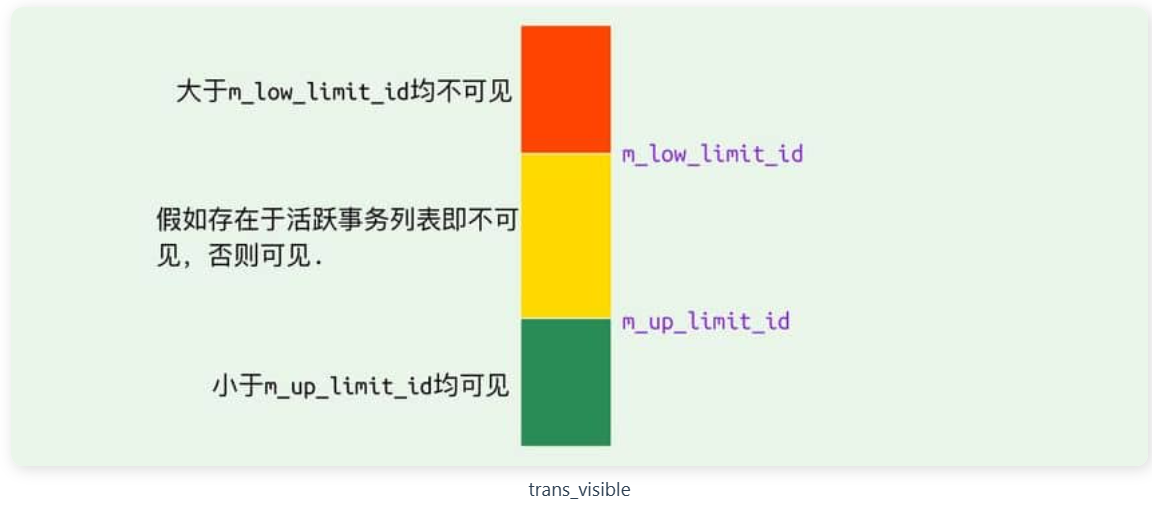 大于m_low_limit_id均不可见
m_low_limit_id
假如存在于活跃事务列表即不可
见，否则可见.
m_up_limit_id
小于m_up_limit_id均可见
trans_visible